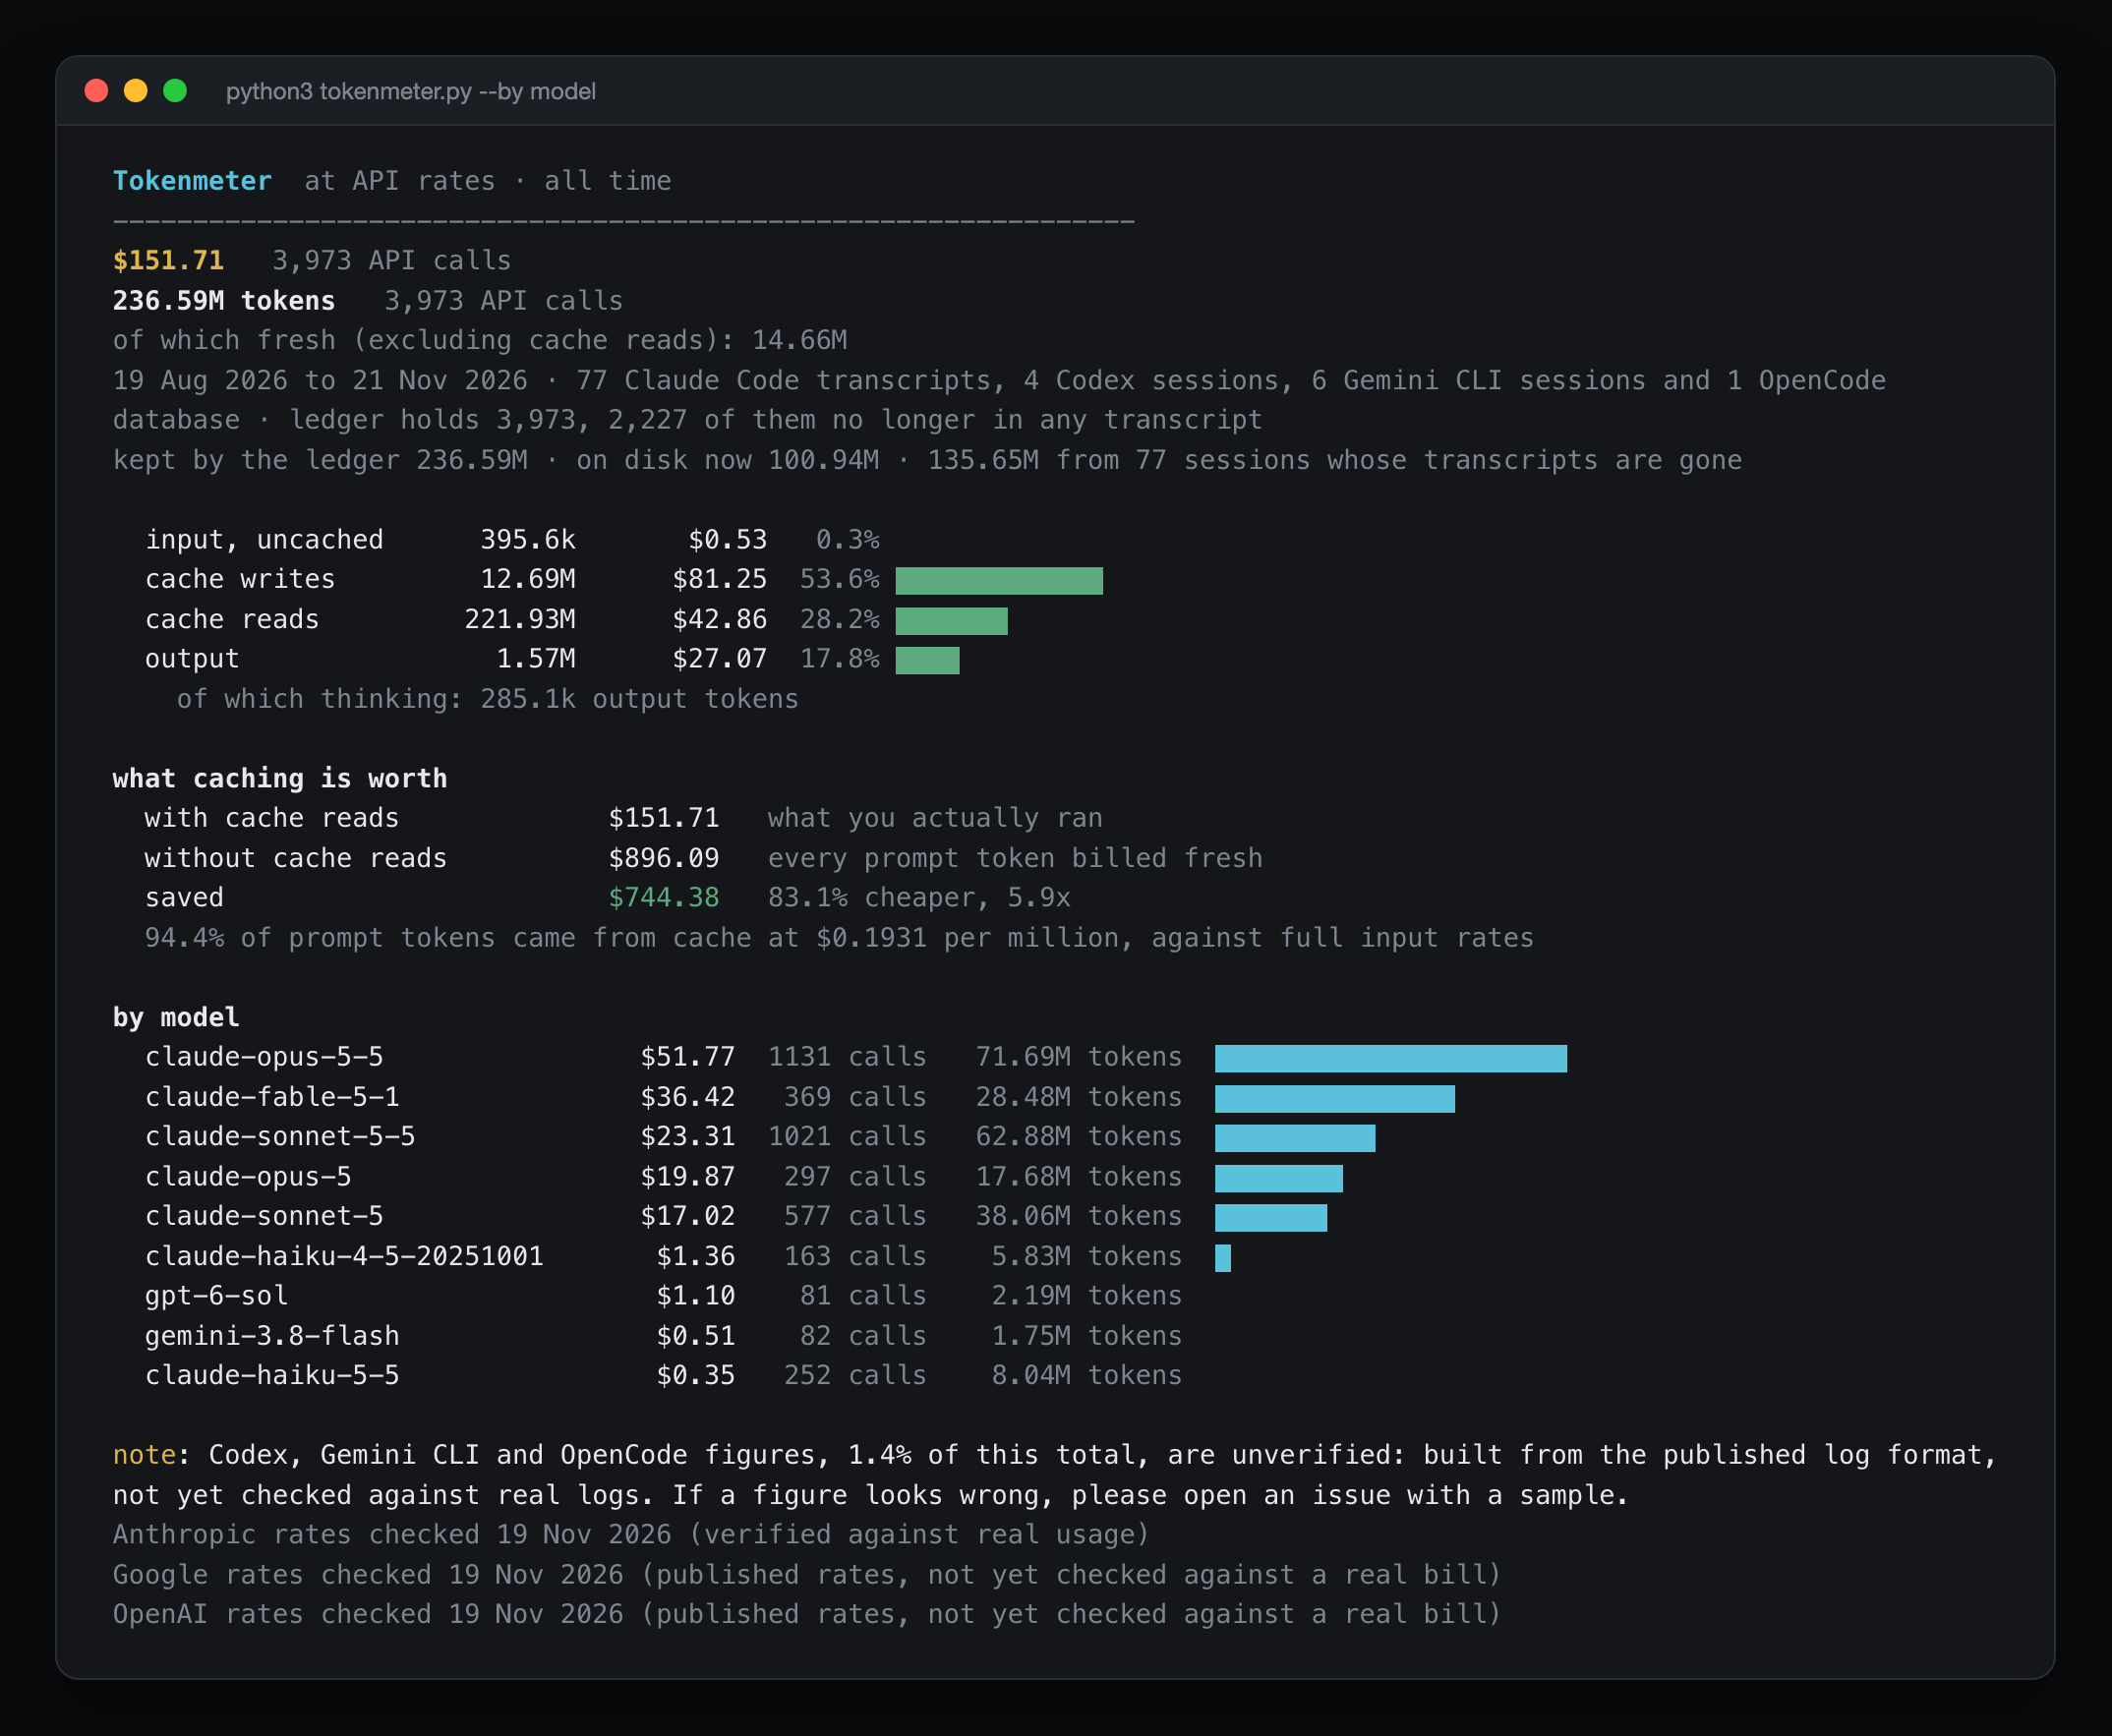 python3 tokenmeter.py --by model
Tokenmeter  at API rates · all time
$151.71   3,973 API calls
236.59M tokens   3,973 API calls
of which fresh (excluding cache reads): 14.66M
19 Aug 2026 to 21 Nov 2026 · 77 Claude Code transcripts, 4 Codex sessions, 6 Gemini CLI sessions and 1 OpenCode
database · ledger holds 3,973, 2,227 of them no longer in any transcript
kept by the ledger 236.59M · on disk now 100.94M · 135.65M from 77 sessions whose transcripts are gone
input, uncached      395.6k       $0.53   0.3%
cache writes         12.69M      $81.25  53.6%
cache reads         221.93M      $42.86  28.2%
output                1.57M      $27.07  17.8%
of which thinking: 285.1k output tokens
what caching is worth
with cache reads             $151.71   what you actually ran
without cache reads          $896.09   every prompt token billed fresh
saved                        $744.38   83.1% cheaper, 5.9x
94.4% of prompt tokens came from cache at $0.1931 per million, against full input rates
by model
claude-opus-5-5                $51.77  1131 calls   71.69M tokens
claude-fable-5-1               $36.42   369 calls   28.48M tokens
claude-sonnet-5-5              $23.31  1021 calls   62.88M tokens
claude-opus-5                  $19.87   297 calls   17.68M tokens
claude-sonnet-5                $17.02   577 calls   38.06M tokens
claude-haiku-4-5-20251001       $1.36   163 calls    5.83M tokens
gpt-6-sol                       $1.10    81 calls    2.19M tokens
gemini-3.8-flash                $0.51    82 calls    1.75M tokens
claude-haiku-5-5                $0.35   252 calls    8.04M tokens
note: Codex, Gemini CLI and OpenCode figures, 1.4% of this total, are unverified: built from the published log format,
not yet checked against real logs. If a figure looks wrong, please open an issue with a sample.
Anthropic rates checked 19 Nov 2026 (verified against real usage)
Google rates checked 19 Nov 2026 (published rates, not yet checked against a real bill)
OpenAI rates checked 19 Nov 2026 (published rates, not yet checked against a real bill)